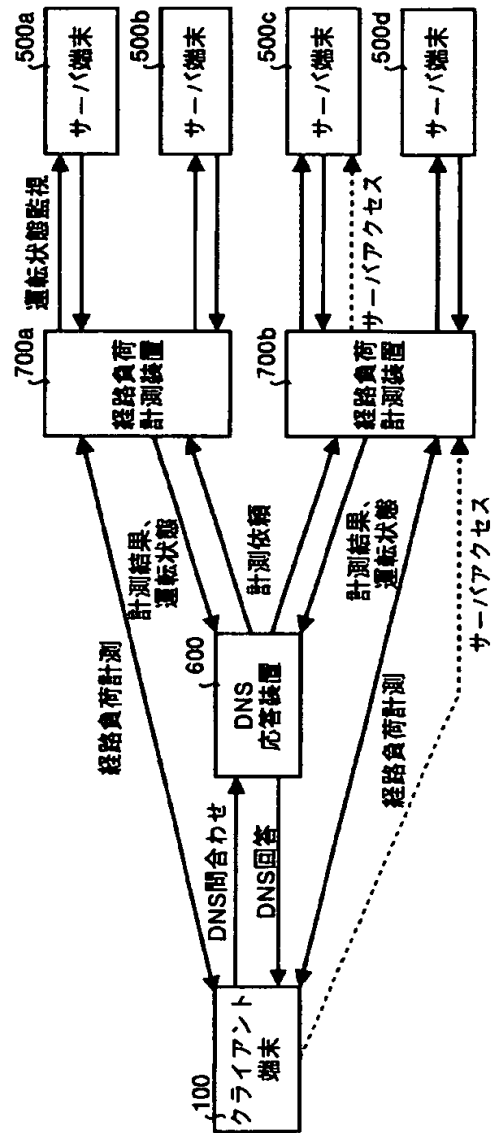 100
クライアント
端末
DNS問合わせ
DNS回答
経路負荷計測
経路負荷計測
サーバアクセス
600
DNS
応答装置
計測結果、
運転状態
計測依頼
計測結果、
運転状態
700a
経路負荷
計測装置
700b
経路負荷
計測装置
運転状態監視
サーバアクセス
500a
サーバ端末
500b
サーバ端末
500c
サーバ端末
500d
サーバ端末